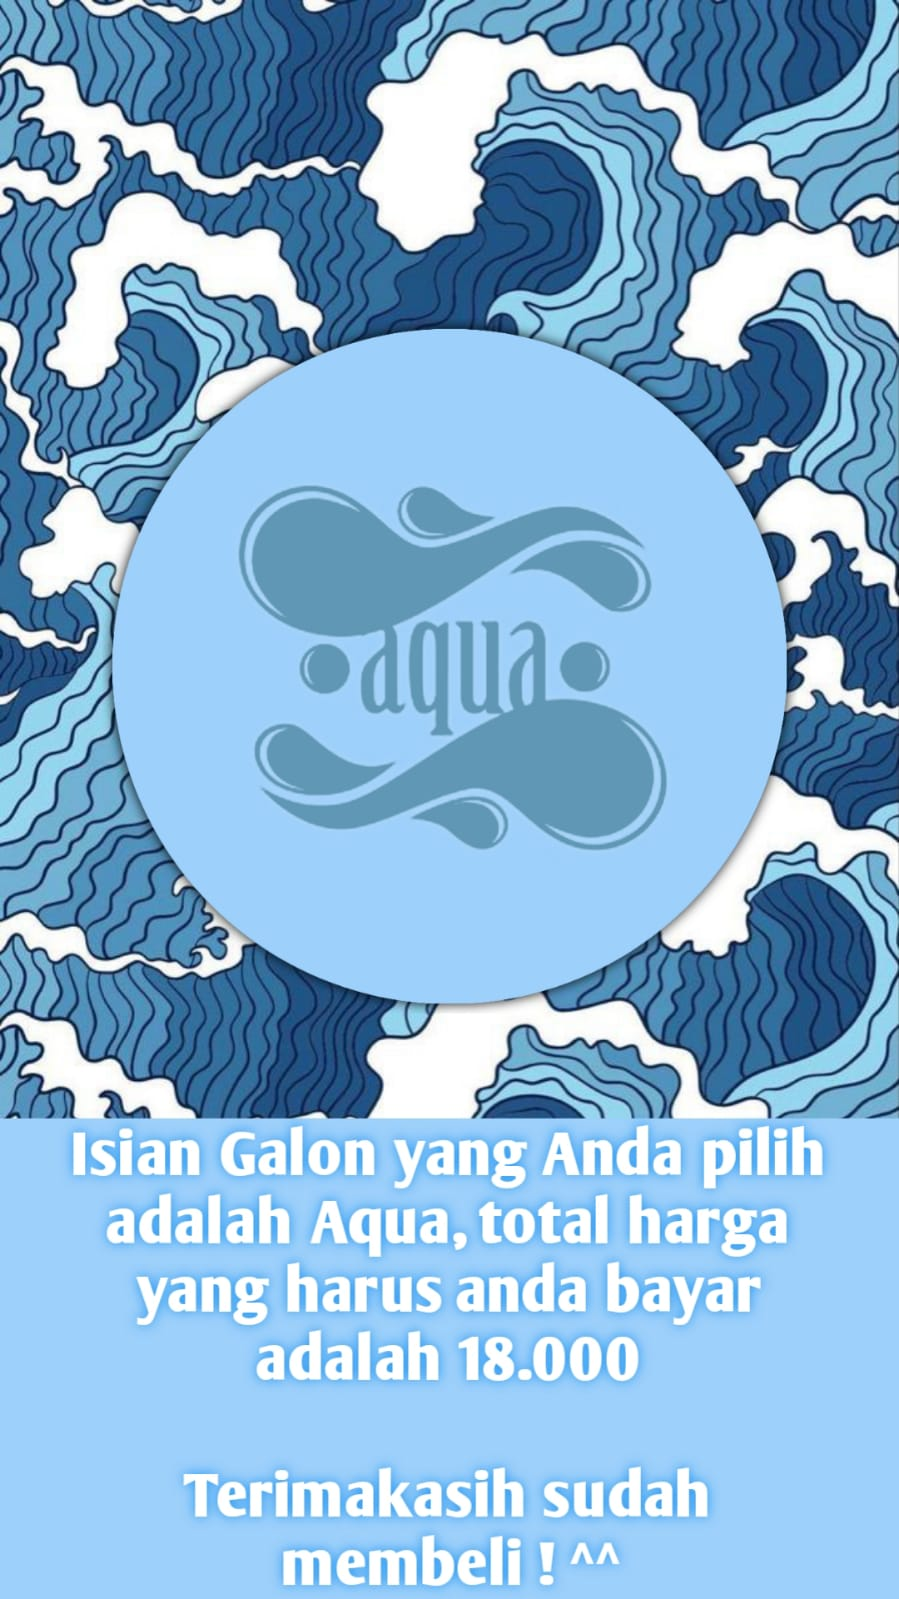 aqua
Isian Galon yang Anda pilih
adalah Aqua, total harga
yang harus anda bayar
adalah 18.000
Terimakasih sudah
membeli ! ^^